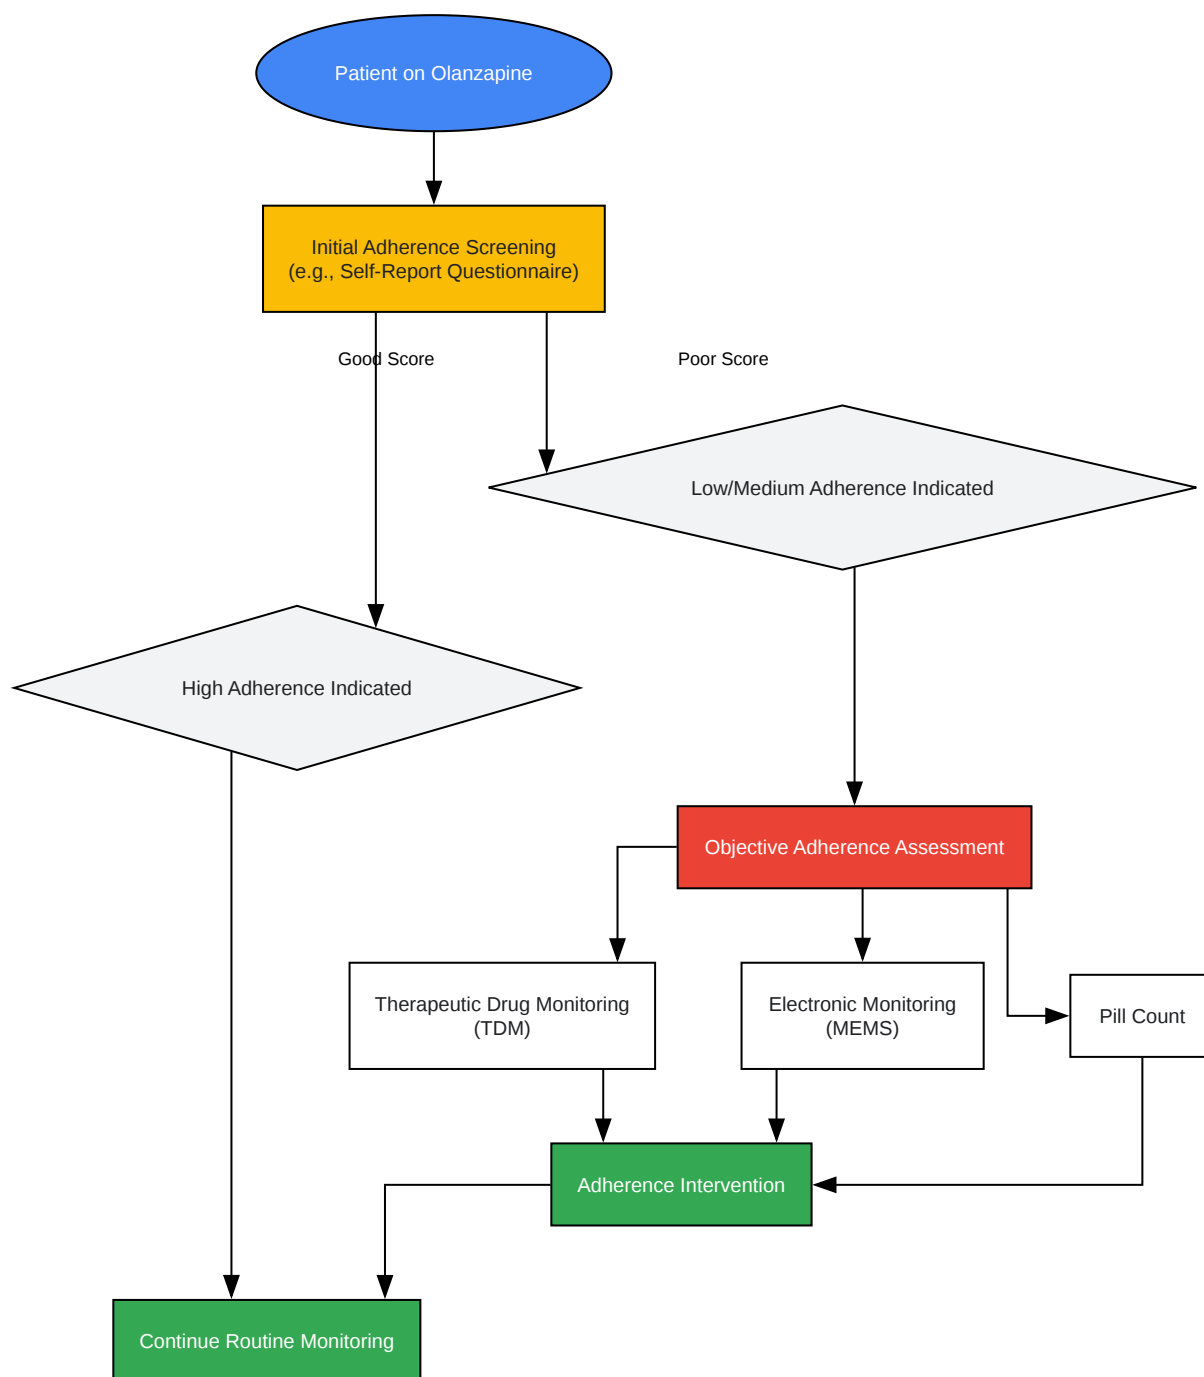 Patient on Olanzapine
Initial Adherence Screening
(e.g., Self-Report Questionnaire)
Good Score
Poor Score
Low/Medium Adherence Indicated
High Adherence Indicated
Objective Adherence Assessment
Therapeutic Drug Monitoring
(TDM)
Electronic Monitoring
(MEMS)
Pill Count
Adherence Intervention
Continue Routine Monitoring